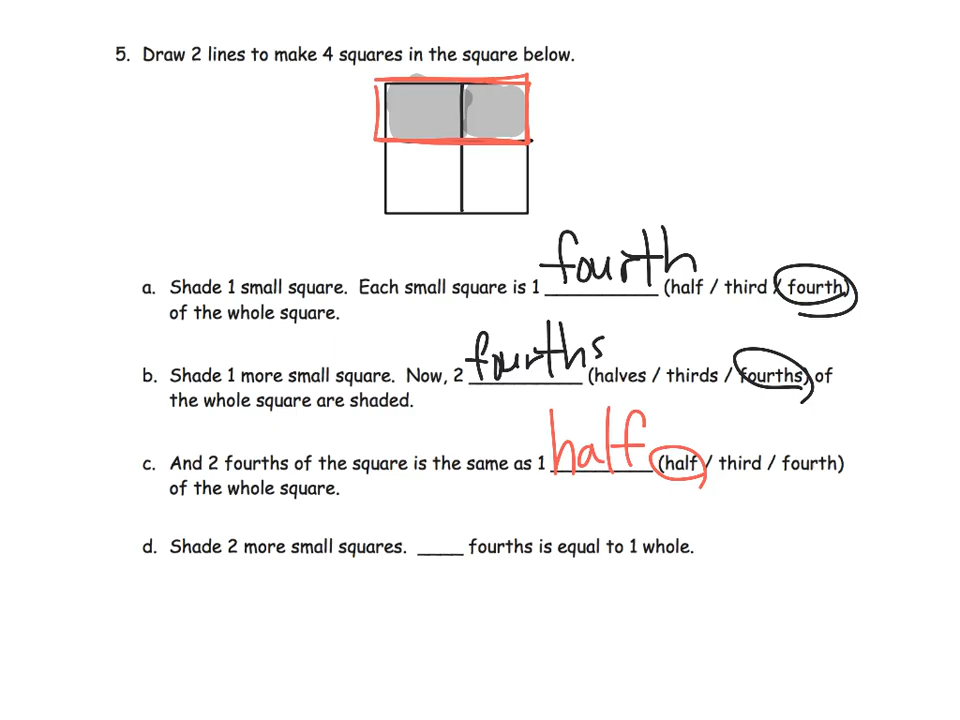 5. Draw 2 lines to make 4 squares in the square below.
a. Shade 1 small square. Each small square is 1 fourth (half / third / fourth)
of the whole square.
b. Shade 1 more small square. Now, 2 fourths (halves / thirds / fourths) of
the whole square are shaded.
c. And 2 fourths of the square is the same as 1 half (half / third / fourth)
of the whole square.
d. Shade 2 more small squares. ____ fourths is equal to 1 whole.